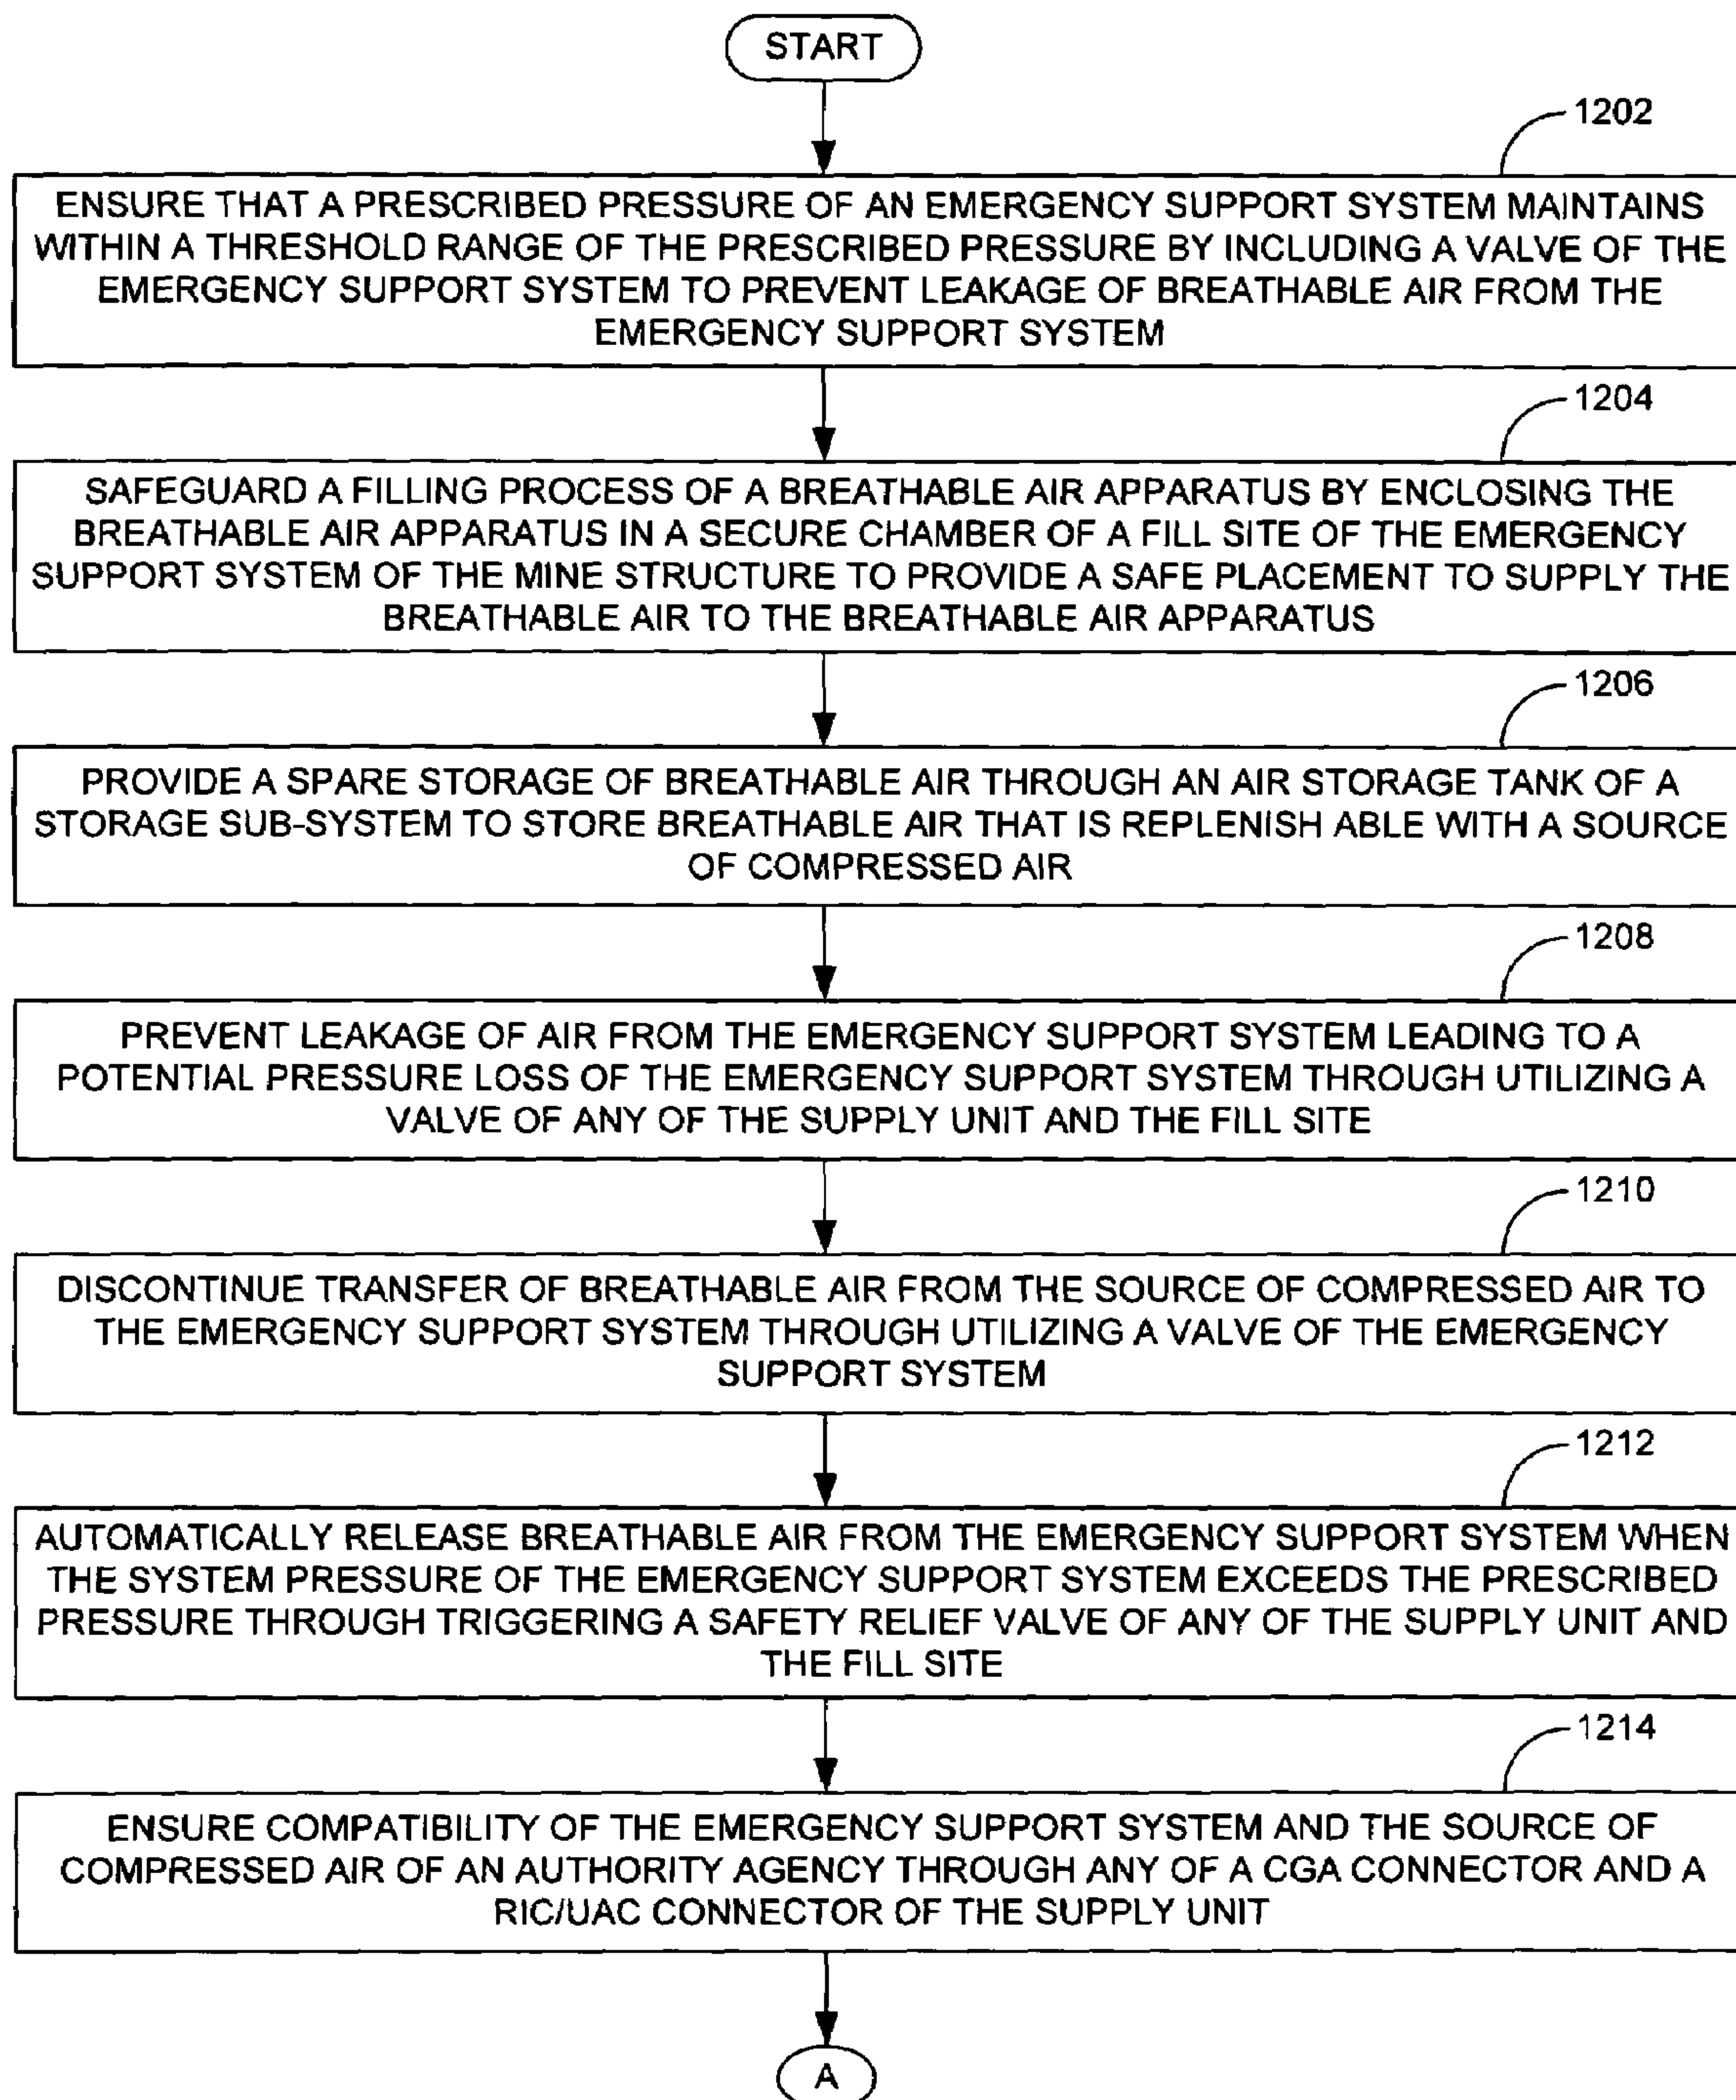 START
1202
ENSURE THAT A PRESCRIBED PRESSURE OF AN EMERGENCY SUPPORT SYSTEM MAINTAINS
WITHIN A THRESHOLD RANGE OF THE PRESCRIBED PRESSURE BY INCLUDING A VALVE OF THE
EMERGENCY SUPPORT SYSTEM TO PREVENT LEAKAGE OF BREATHABLE AIR FROM THE
EMERGENCY SUPPORT SYSTEM
1204
SAFEGUARD A FILLING PROCESS OF A BREATHABLE AIR APPARATUS BY ENCLOSING THE
BREATHABLE AIR APPARATUS IN A SECURE CHAMBER OF A FILL SITE OF THE EMERGENCY
SUPPORT SYSTEM OF THE MINE STRUCTURE TO PROVIDE A SAFE PLACEMENT TO SUPPLY THE
BREATHABLE AIR TO THE BREATHABLE AIR APPARATUS
1206
PROVIDE A SPARE STORAGE OF BREATHABLE AIR THROUGH AN AIR STORAGE TANK OF A
STORAGE SUB-SYSTEM TO STORE BREATHABLE AIR THAT IS REPLENISH ABLE WITH A SOURCE
OF COMPRESSED AIR
1208
PREVENT LEAKAGE OF AIR FROM THE EMERGENCY SUPPORT SYSTEM LEADING TO A
POTENTIAL PRESSURE LOSS OF THE EMERGENCY SUPPORT SYSTEM THROUGH UTILIZING A
VALVE OF ANY OF THE SUPPLY UNIT AND THE FILL SITE
1210
DISCONTINUE TRANSFER OF BREATHABLE AIR FROM THE SOURCE OF COMPRESSED AIR TO
THE EMERGENCY SUPPORT SYSTEM THROUGH UTILIZING A VALVE OF THE EMERGENCY
SUPPORT SYSTEM
1212
AUTOMATICALLY RELEASE BREATHABLE AIR FROM THE EMERGENCY SUPPORT SYSTEM WHEN
THE SYSTEM PRESSURE OF THE EMERGENCY SUPPORT SYSTEM EXCEEDS THE PRESCRIBED
PRESSURE THROUGH TRIGGERING A SAFETY RELIEF VALVE OF ANY OF THE SUPPLY UNIT AND
THE FILL SITE
1214
ENSURE COMPATIBILITY OF THE EMERGENCY SUPPORT SYSTEM AND THE SOURCE OF
COMPRESSED AIR OF AN AUTHORITY AGENCY THROUGH ANY OF A CGA CONNECTOR AND A
RIC/UAC CONNECTOR OF THE SUPPLY UNIT
A